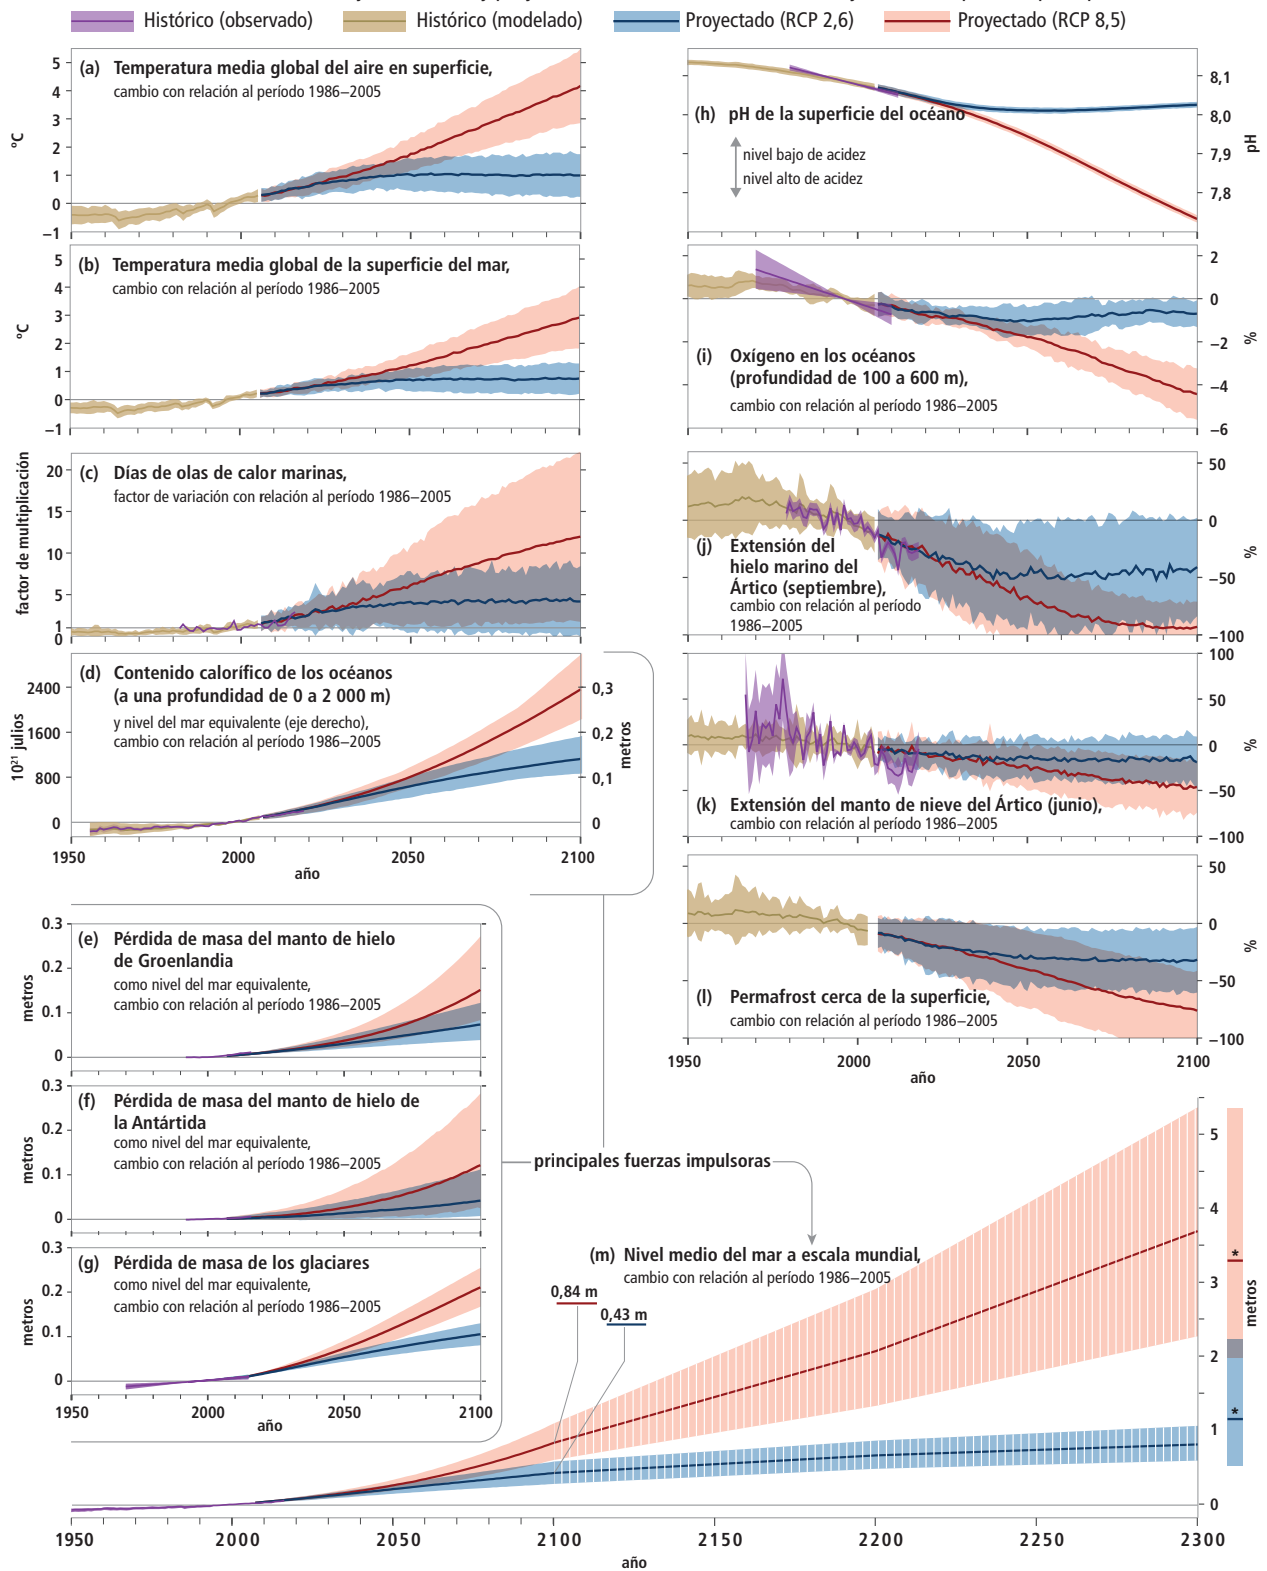 Histórico (observado)
Histórico (modelado)
Proyectado (RCP 2,6)
Proyectado (RCP 8,5)
(a) Temperatura media global del aire en superficie,
cambio con relación al período 1986–2005
°C
5
4
3
2
1
0
–1
(b) Temperatura media global de la superficie del mar,
cambio con relación al período 1986–2005
°C
5
4
3
2
1
0
–1
(c) Días de olas de calor marinas,
factor de variación con relación al período 1986–2005
factor de multiplicación
20
15
10
5
1
0
(d) Contenido calorífico de los océanos
(a una profundidad de 0 a 2 000 m)
y nivel del mar equivalente (eje derecho),
cambio con relación al período 1986–2005
10²¹ julios
2400
1600
800
0
0,3
0,2
0,1
0
metros
1950
2000
2050
2100
año
(e) Pérdida de masa del manto de hielo
de Groenlandia
como nivel del mar equivalente,
cambio con relación al período 1986–2005
metros
0.3
0.2
0.1
0
(f) Pérdida de masa del manto de hielo de
la Antártida
como nivel del mar equivalente,
cambio con relación al período 1986–2005
metros
0.3
0.2
0.1
0
(g) Pérdida de masa de los glaciares
como nivel del mar equivalente,
cambio con relación al período 1986–2005
metros
0.3
0.2
0.1
0
1950
2000
2050
2100
año
(h) pH de la superficie del océano
nivel bajo de acidez
nivel alto de acidez
8,1
8,0
7,9
7,8
pH
(i) Oxígeno en los océanos
(profundidad de 100 a 600 m),
cambio con relación al período 1986–2005
2
0
–2
–4
–6
%
(j) Extensión del
hielo marino del
Ártico (septiembre),
cambio con relación al período
1986–2005
50
0
–50
–100
%
(k) Extensión del manto de nieve del Ártico (junio),
cambio con relación al período 1986–2005
100
50
0
–50
–100
%
(l) Permafrost cerca de la superficie,
cambio con relación al período 1986–2005
50
0
–50
–100
%
1950
2000
2050
2100
año
principales fuerzas impulsoras
(m) Nivel medio del mar a escala mundial,
cambio con relación al período 1986–2005
0,84 m
0,43 m
5
4
3
2
1
0
metros
*
*
1950
2000
2050
2100
2150
2200
2250
2300
año